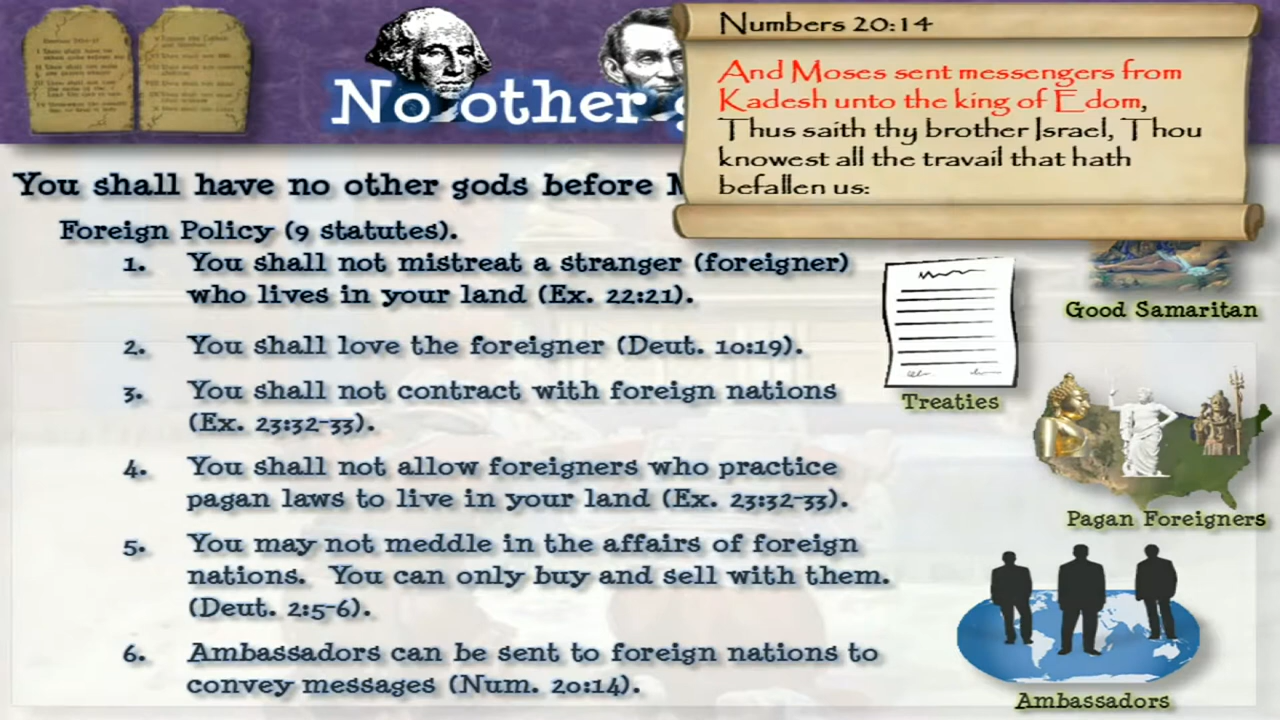 No other
Numbers 20:14
And Moses sent messengers from
Kadesh unto the king of Edom,
Thus saith thy brother Israel, Thou
knowest all the travail that hath
befallen us:
You shall have no other gods before
Foreign Policy (9 statutes).
1. You shall not mistreat a stranger (foreigner)
who lives in your land (Ex. 22:21).
2. You shall love the foreigner (Deut. 10:19).
3. You shall not contract with foreign nations
(Ex. 23:32-33).
4. You shall not allow foreigners who practice
pagan laws to live in your land (Ex. 23:32-33).
5. You may not meddle in the affairs of foreign
nations. You can only buy and sell with them.
(Deut. 2:5-6).
6. Ambassadors can be sent to foreign nations to
convey messages (Num. 20:14).
Good Samaritan
Treaties
Pagan Foreigners
Ambassadors